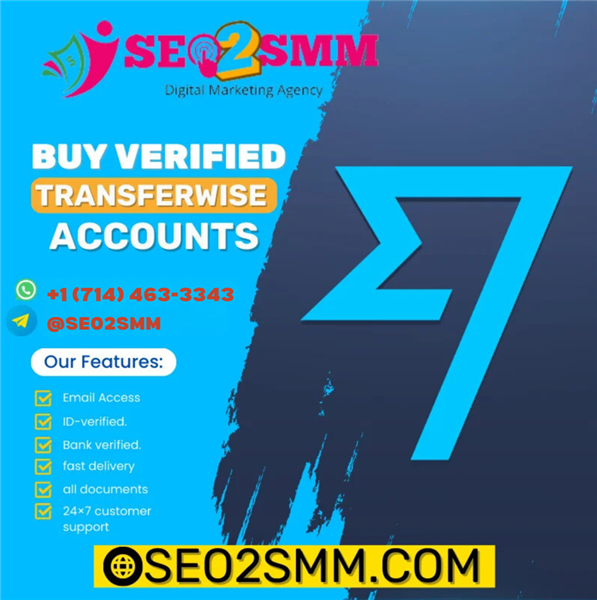 SEO2SMM
Digital Marketing Agency
BUY VERIFIED
TRANSFERWISE
ACCOUNTS
+1 (714) 463-3343
@SEO2SMM
Our Features:
Email Access
ID-verified.
Bank verified.
fast delivery
all documents
24×7 customer
support
SEO2SMM.COM